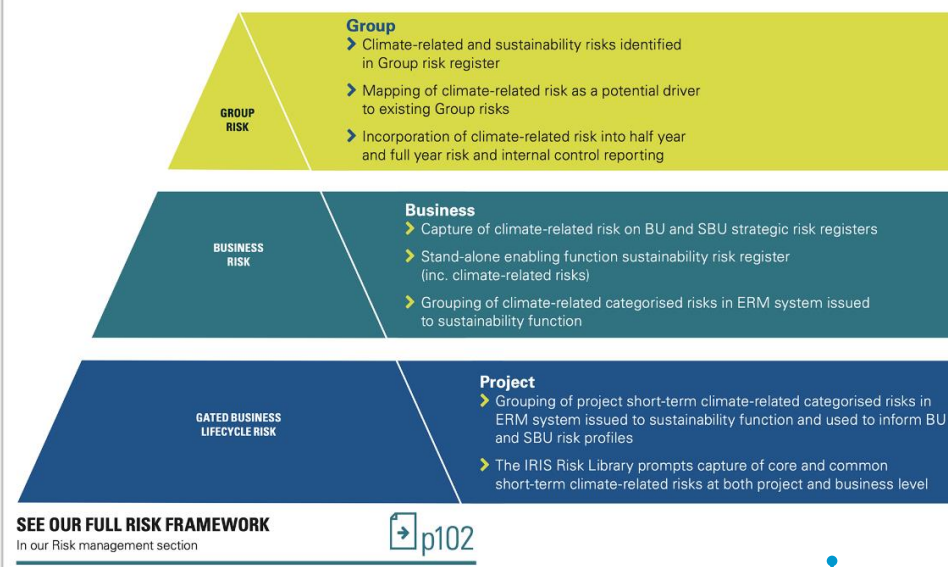 Group
Climate-related and sustainability risks identified
in Group risk register
Mapping of climate-related risk as a potential driver
to existing Group risks
Incorporation of climate-related risk into half year
and full year risk and internal control reporting
GROUP
RISK
Business
Capture of climate-related risk on BU and SBU strategic risk registers
Stand-alone enabling function sustainability risk register
(inc. climate-related risks)
Grouping of climate-related categorised risks in ERM system issued
to sustainability function
BUSINESS
RISK
Project
Grouping of project short-term climate-related categorised risks in
ERM system issued to sustainability function and used to inform BU
and SBU risk profiles
The IRIS Risk Library prompts capture of core and common
short-term climate-related risks at both project and business level
GATED BUSINESS
LIFECYCLE RISK
SEE OUR FULL RISK FRAMEWORK
In our Risk management section
p102